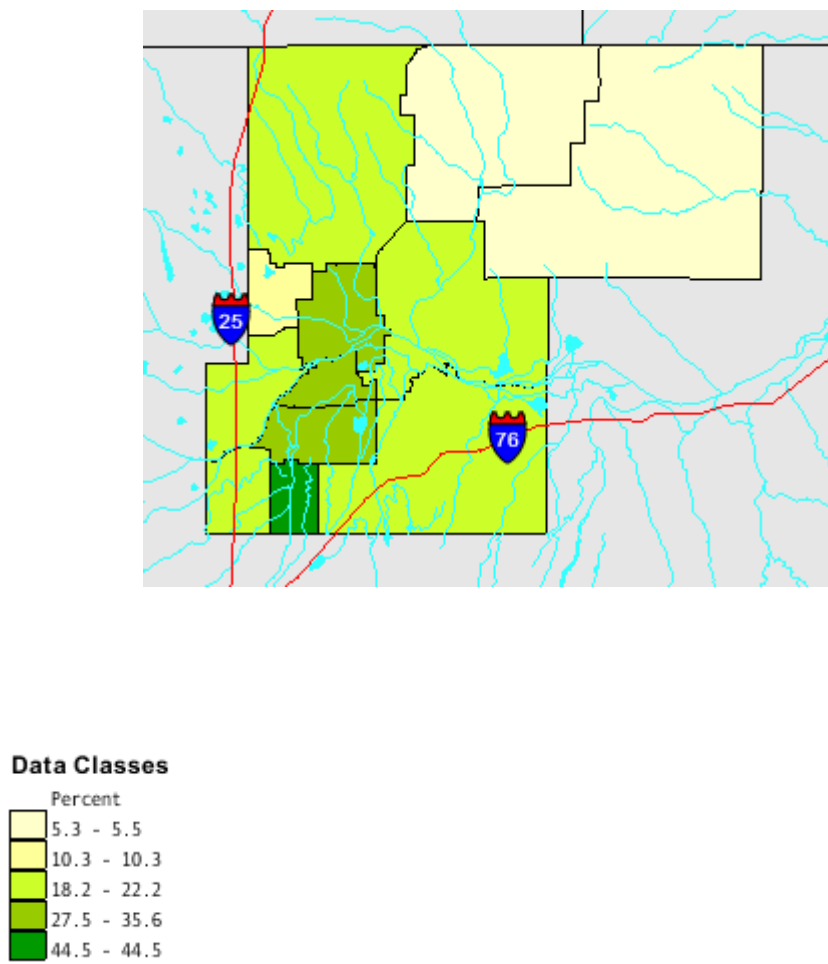 25
76
Data Classes
Percent
5.3 - 5.5
10.3 - 10.3
18.2 - 22.2
27.5 - 35.6
44.5 - 44.5